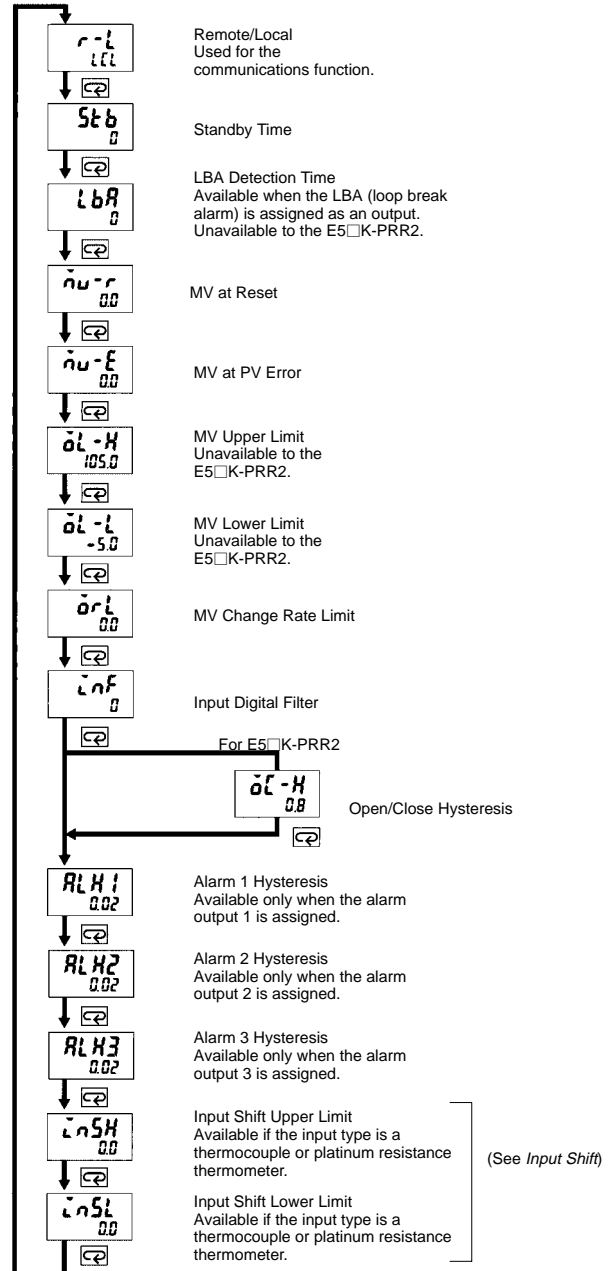 r-L
LCL
Remote/Local
Used for the
communications function.
Stb
0
Standby Time
LbA
0
LBA Detection Time
Available when the LBA (loop break
alarm) is assigned as an output.
Unavailable to the E5□K-PRR2.
mv-r
0.0
MV at Reset
mv-E
0.0
MV at PV Error
oL-H
105.0
MV Upper Limit
Unavailable to the
E5□K-PRR2.
oL-L
-5.0
MV Lower Limit
Unavailable to the
E5□K-PRR2.
orL
0.0
MV Change Rate Limit
inF
0
Input Digital Filter
For E5□K-PRR2
oC-H
0.8
Open/Close Hysteresis
ALH1
0.02
Alarm 1 Hysteresis
Available only when the alarm
output 1 is assigned.
ALH2
0.02
Alarm 2 Hysteresis
Available only when the alarm
output 2 is assigned.
ALH3
0.02
Alarm 3 Hysteresis
Available only when the alarm
output 3 is assigned.
inSH
0.0
Input Shift Upper Limit
Available if the input type is a
thermocouple or platinum resistance
thermometer.
(See Input Shift)
inSL
0.0
Input Shift Lower Limit
Available if the input type is a
thermocouple or platinum resistance
thermometer.